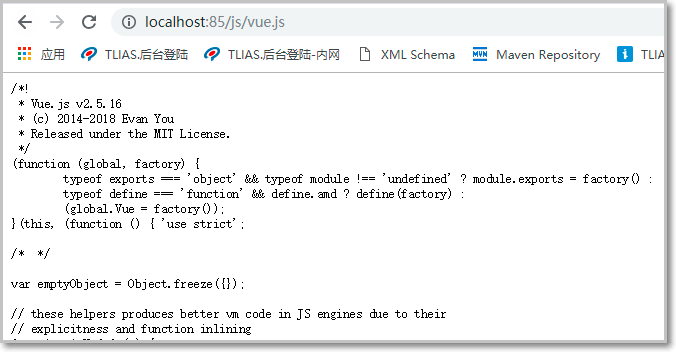 localhost:85/js/vue.js
应用 TLIAS.后台登陆 TLIAS.后台登陆-内网 XML Schema MVN Maven Repository TLIAS
/*!
 * Vue.js v2.5.16
 * (c) 2014-2018 Evan You
 * Released under the MIT License.
 */
(function (global, factory) {
        typeof exports === 'object' && typeof module !== 'undefined' ? module.exports = factory() :
        typeof define === 'function' && define.amd ? define(factory) :
        (global.Vue = factory());
}(this, (function () { 'use strict';
/*  */
var emptyObject = Object.freeze({});
// these helpers produces better vm code in JS engines due to their
// explicitness and function inlining